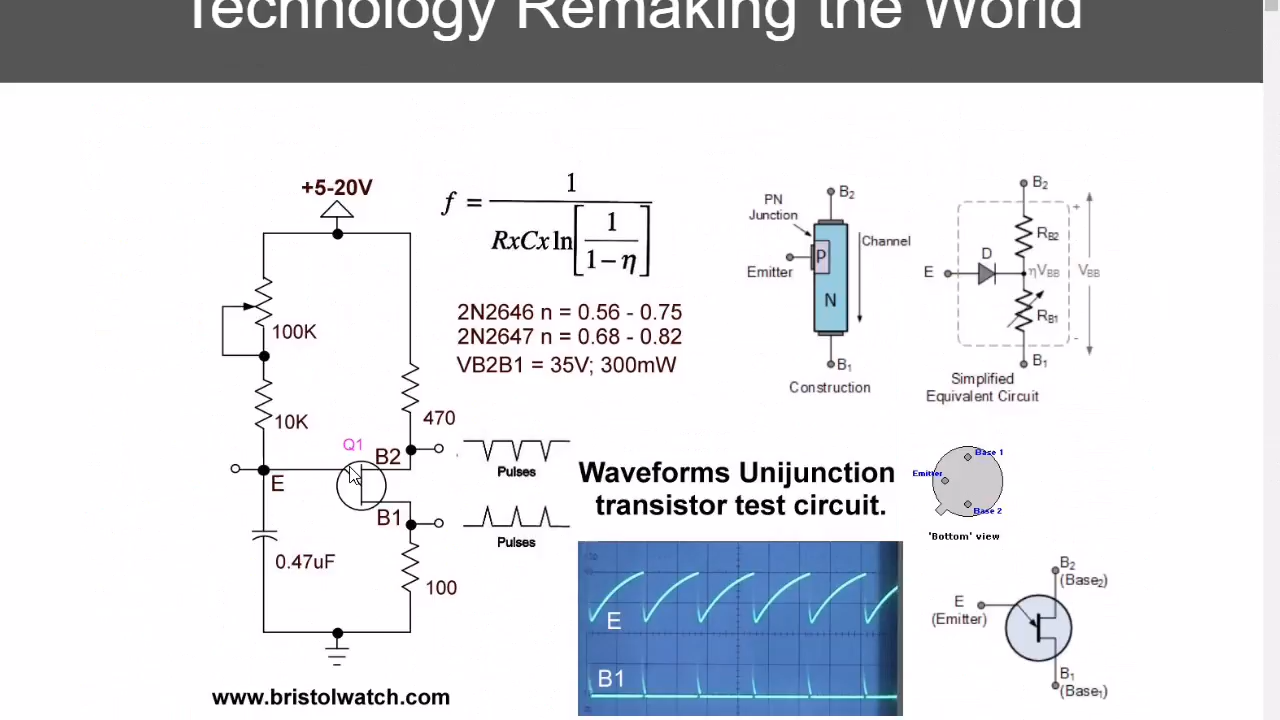 Technology Remaking the World
+5-20V
f = 1
RxCx ln[1
1 − η]
2N2646 n = 0.56 - 0.75
2N2647 n = 0.68 - 0.82
VB2B1 = 35V; 300mW
100K
10K
470
Q1
B2
E
B1
0.47uF
100
Pulses
Pulses
www.bristolwatch.com
B2
PN
Junction
Channel
P
Emitter
N
B1
Construction
B2
+
RB2
D
E
ηVBB
VBB
RB1
-
B1
Simplified
Equivalent Circuit
Waveforms Unijunction
transistor test circuit.
E
B1
Base 1
Emitter
Base 2
'Bottom' view
B2
(Base2)
E
(Emitter)
B1
(Base1)